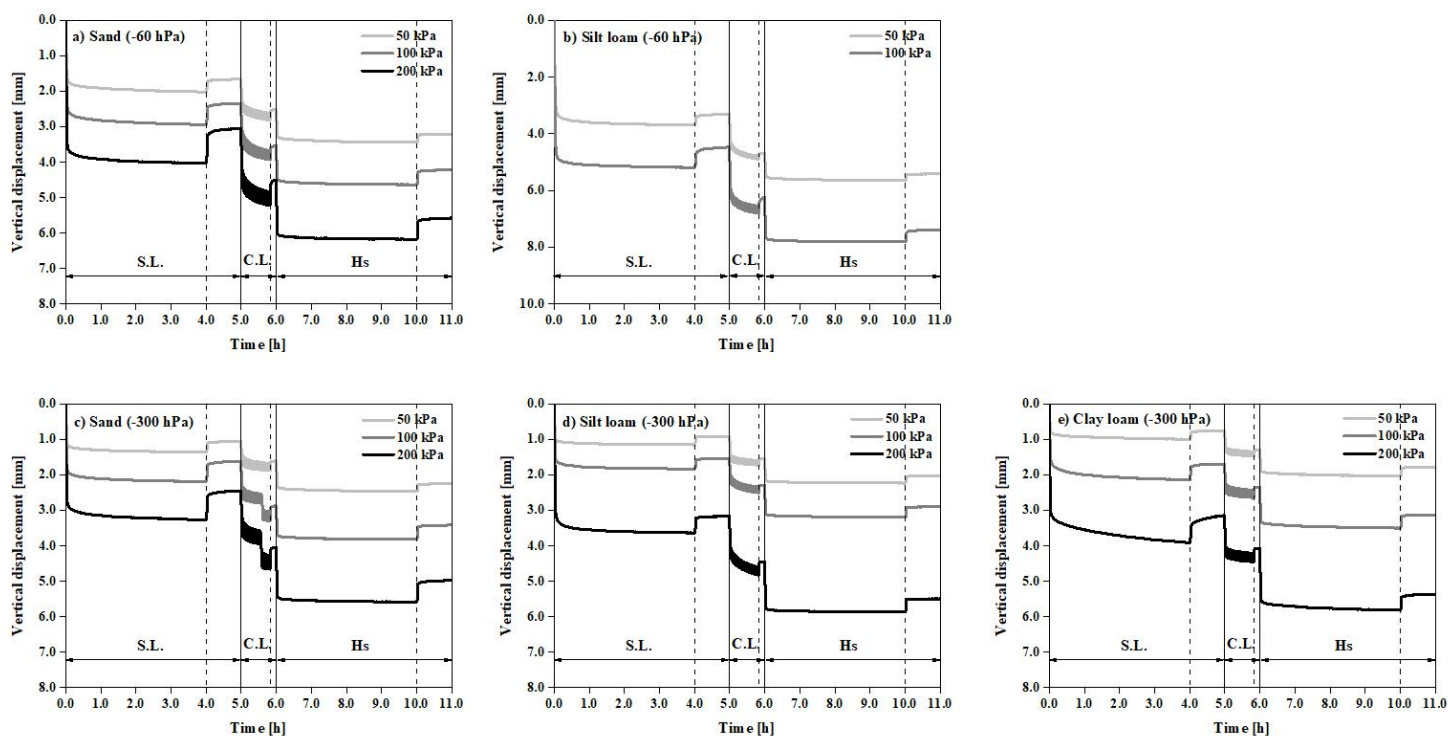 a) Sand (-60 hPa)
50 kPa
100 kPa
200 kPa
Vertical displacement [mm]
0.0
1.0
2.0
3.0
4.0
5.0
6.0
7.0
8.0
S.L.
C.L.
Hs
0.0 1.0 2.0 3.0 4.0 5.0 6.0 7.0 8.0 9.0 10.0 11.0
Time [h]
b) Silt loam (-60 hPa)
50 kPa
100 kPa
Vertical displacement [mm]
0.0
2.0
4.0
6.0
8.0
10.0
S.L.
C.L.
Hs
0.0 1.0 2.0 3.0 4.0 5.0 6.0 7.0 8.0 9.0 10.0 11.0
Time [h]
c) Sand (-300 hPa)
50 kPa
100 kPa
200 kPa
Vertical displacement [mm]
0.0
1.0
2.0
3.0
4.0
5.0
6.0
7.0
8.0
S.L.
C.L
Hs
0.0 1.0 2.0 3.0 4.0 5.0 6.0 7.0 8.0 9.0 10.0 11.0
Time [h]
d) Silt loam (-300 hPa)
50 kPa
100 kPa
200 kPa
Vertical displacement [mm]
0.0
1.0
2.0
3.0
4.0
5.0
6.0
7.0
8.0
S.L.
C.L
Hs
0.0 1.0 2.0 3.0 4.0 5.0 6.0 7.0 8.0 9.0 10.0 11.0
Time [h]
e) Clay loam (-300 hPa)
50 kPa
100 kPa
200 kPa
Vertical displacement [mm]
0.0
1.0
2.0
3.0
4.0
5.0
6.0
7.0
8.0
S.L.
C.L
Hs
0.0 1.0 2.0 3.0 4.0 5.0 6.0 7.0 8.0 9.0 10.0 11.0
Time [h]